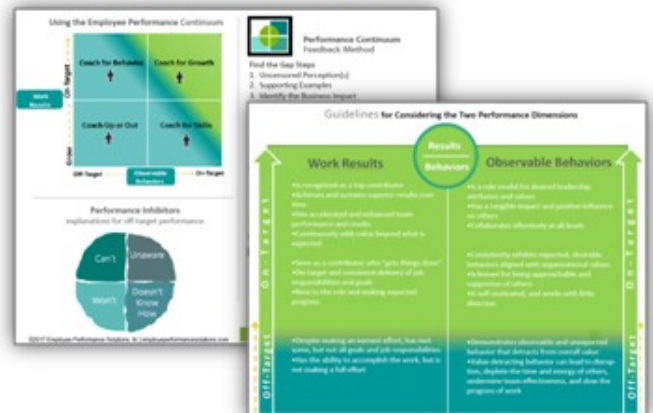 Using the Employee Performance Continuum
Coach for Behavior
Coach for Growth
Coach Up or Out
Coach for Skills
Work
Results
Off-Target
On-Target
Observable
Behaviors
Performance Inhibitors
explanations for off-target performance
Can't
Unaware
Won't
Doesn't
Know
How
©2017 Employee Performance Solutions,
Performance Continuum
Feedback Method
Find the Gap Steps
1. Uncensored Perception(s)
2. Supporting Examples
3. Identify the Business Impact
Guidelines for Considering the Two Performance Dimensions
Results
Behaviors
Work Results
Observable Behaviors
On-Target
Off-Target
•Is recognized as a top contributor
•Achieves and sustains superior results over
time
•Has accelerated and enhanced team
performance and results
•Continuously adds value beyond what is
expected
•Seen as a contributor who "gets things done"
•On-target and consistent delivery of job
responsibilities and goals
•New to the role and making expected
progress
•Despite making an earnest effort, has met
some, but not all goals and job responsibilities
•Has the ability to accomplish the work, but is
not making a full effort
•Is a role model for desired leadership
attributes and values
•Has a tangible impact and positive influence
on others
•Collaborates effectively at all levels
•Consistently exhibits expected, desirable
behaviors aligned with organizational values
•Is known for being approachable and
supportive of others
•Is self-motivated, and works with little
direction
•Demonstrates observable and unexpected
behavior that detracts from overall value
•Value-detracting behavior can lead to disrup-
tion, deplete the time and energy of others,
undermine team effectiveness, and slow the
progress of work
On-Target
Off-Target